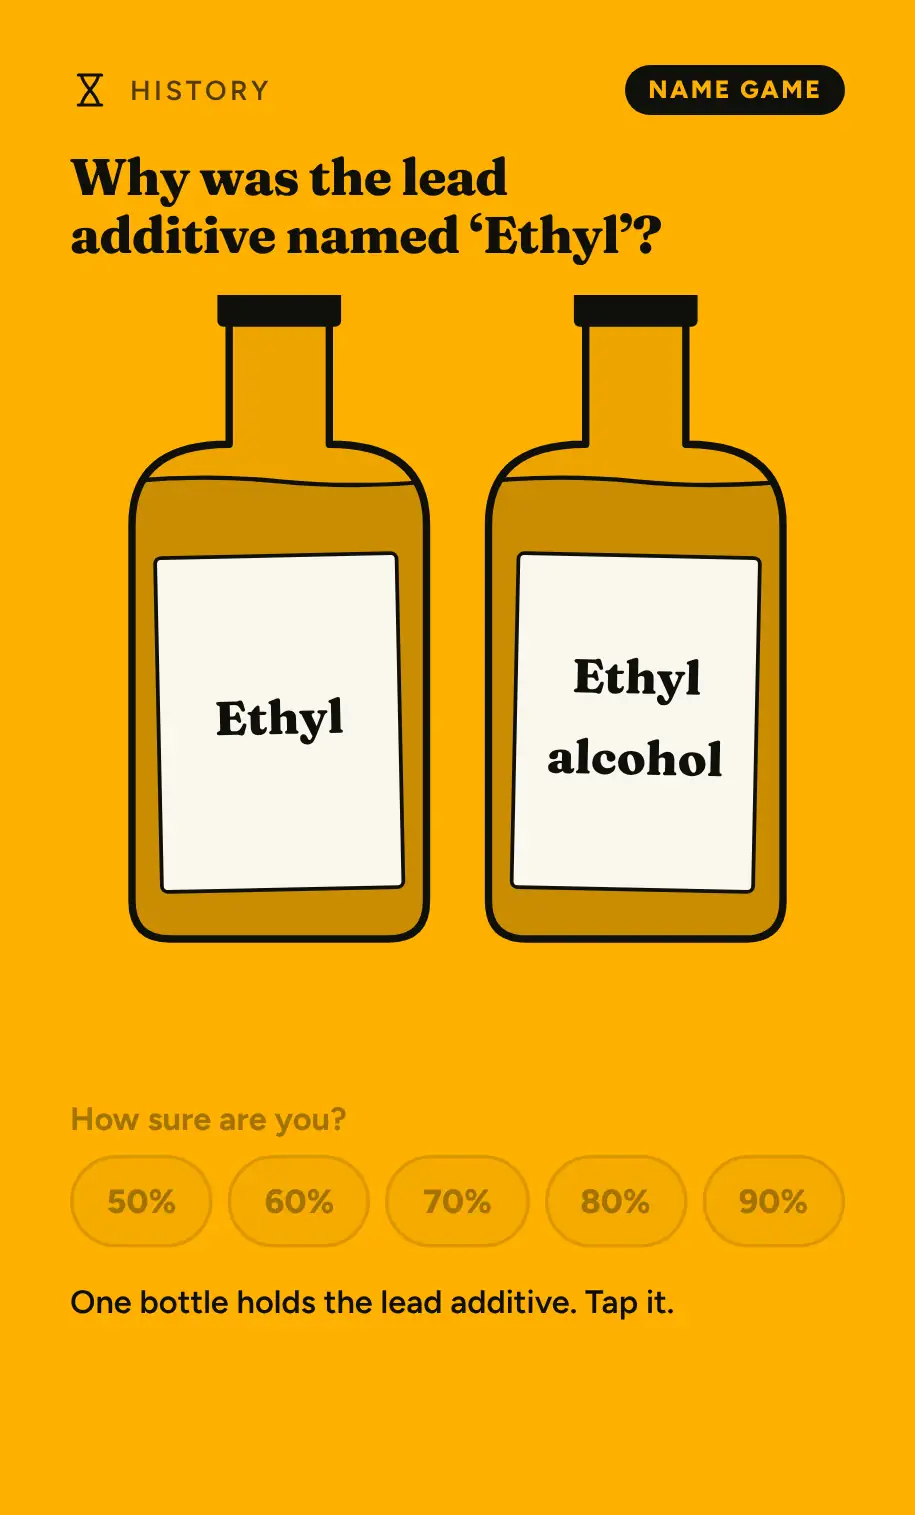 HISTORY
NAME GAME
Why was the lead
additive named ‘Ethyl’?
Ethyl
Ethyl
alcohol
How sure are you?
50% 60% 70% 80% 90%
One bottle holds the lead additive. Tap it.